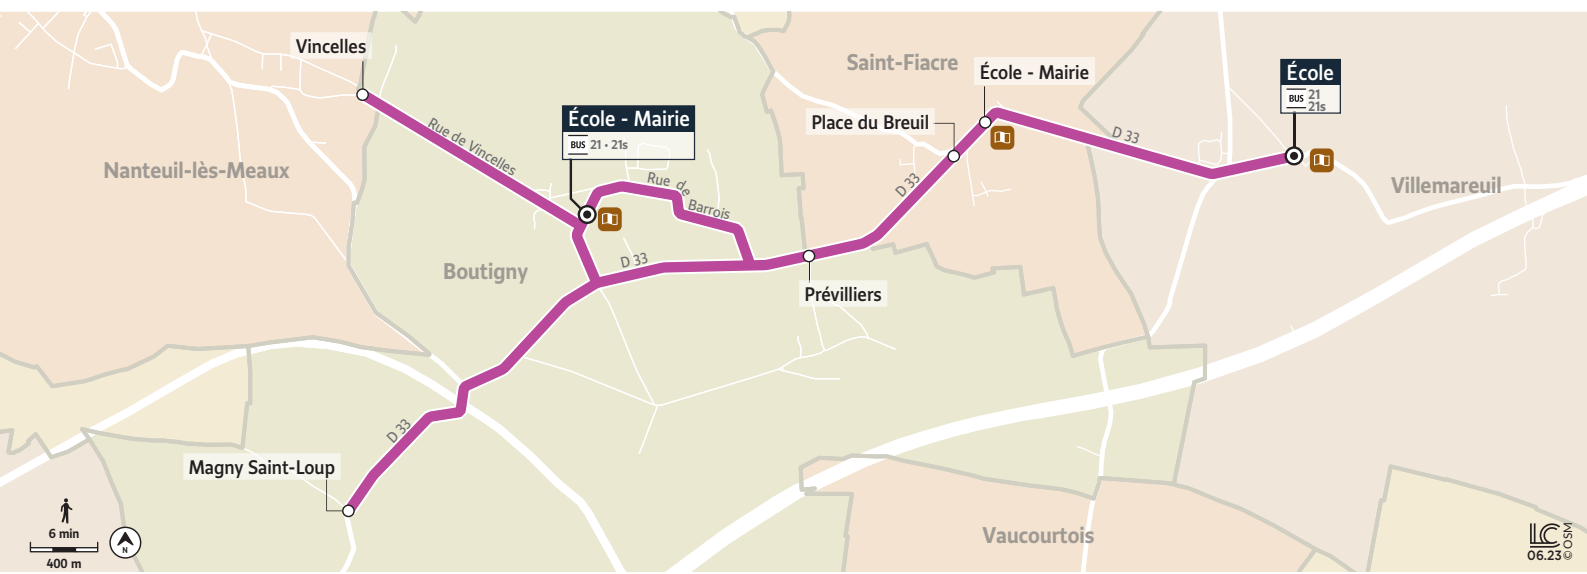 Vincelles
Saint-Fiacre
École - Mairie
École
BUS 21
21s
École - Mairie
BUS 21 • 21s
Place du Breuil
Rue de Vincelles
D 33
Nanteuil-lès-Meaux
Rue de
Barrois
D 33
Villemareuil
Boutigny
D 33
Prévilliers
D 33
Magny Saint-Loup
Vaucourtois
6 min
400 m
N
LC
06.23
© OSM